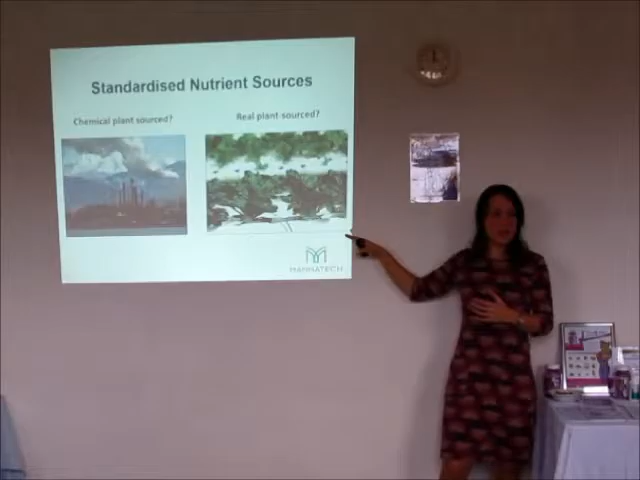 Standardised Nutrient Sources
Chemical plant sourced?
Real plant-sourced?
MANNATECH